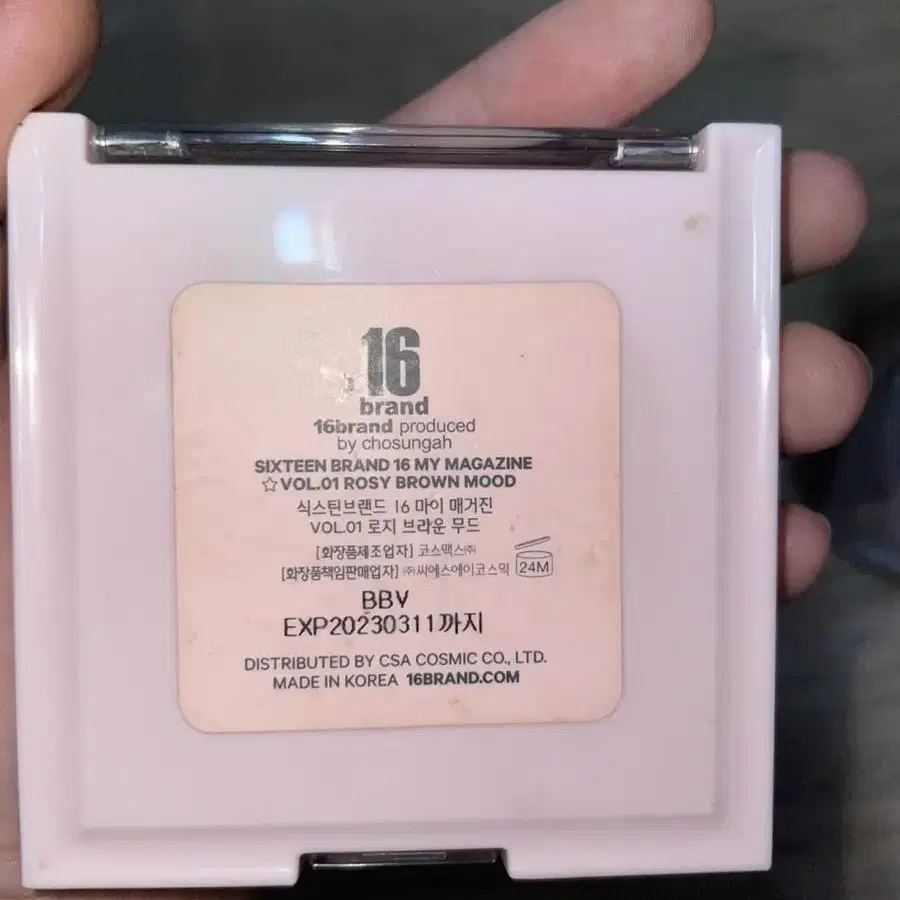 16
brand
16brand produced
by chosungah
SIXTEEN BRAND 16 MY MAGAZINE
☆VOL.01 ROSY BROWN MOOD
식스틴브랜드 16 마이 매거진
VOL.01 로지 브라운 무드
[화장품제조업자] 코스맥스㈜
[화장품책임판매업자] ㈜씨에스에이코스믹 24M
BBV
EXP20230311까지
DISTRIBUTED BY CSA COSMIC CO., LTD.
MADE IN KOREA 16BRAND.COM